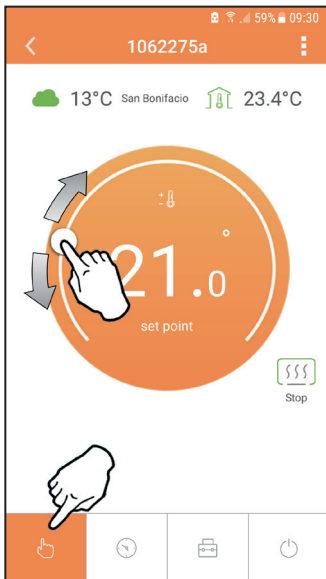 59% 09:30
1062275a
13°C San Bonifacio 23.4°C
+ -
21.0°
set point
Stop